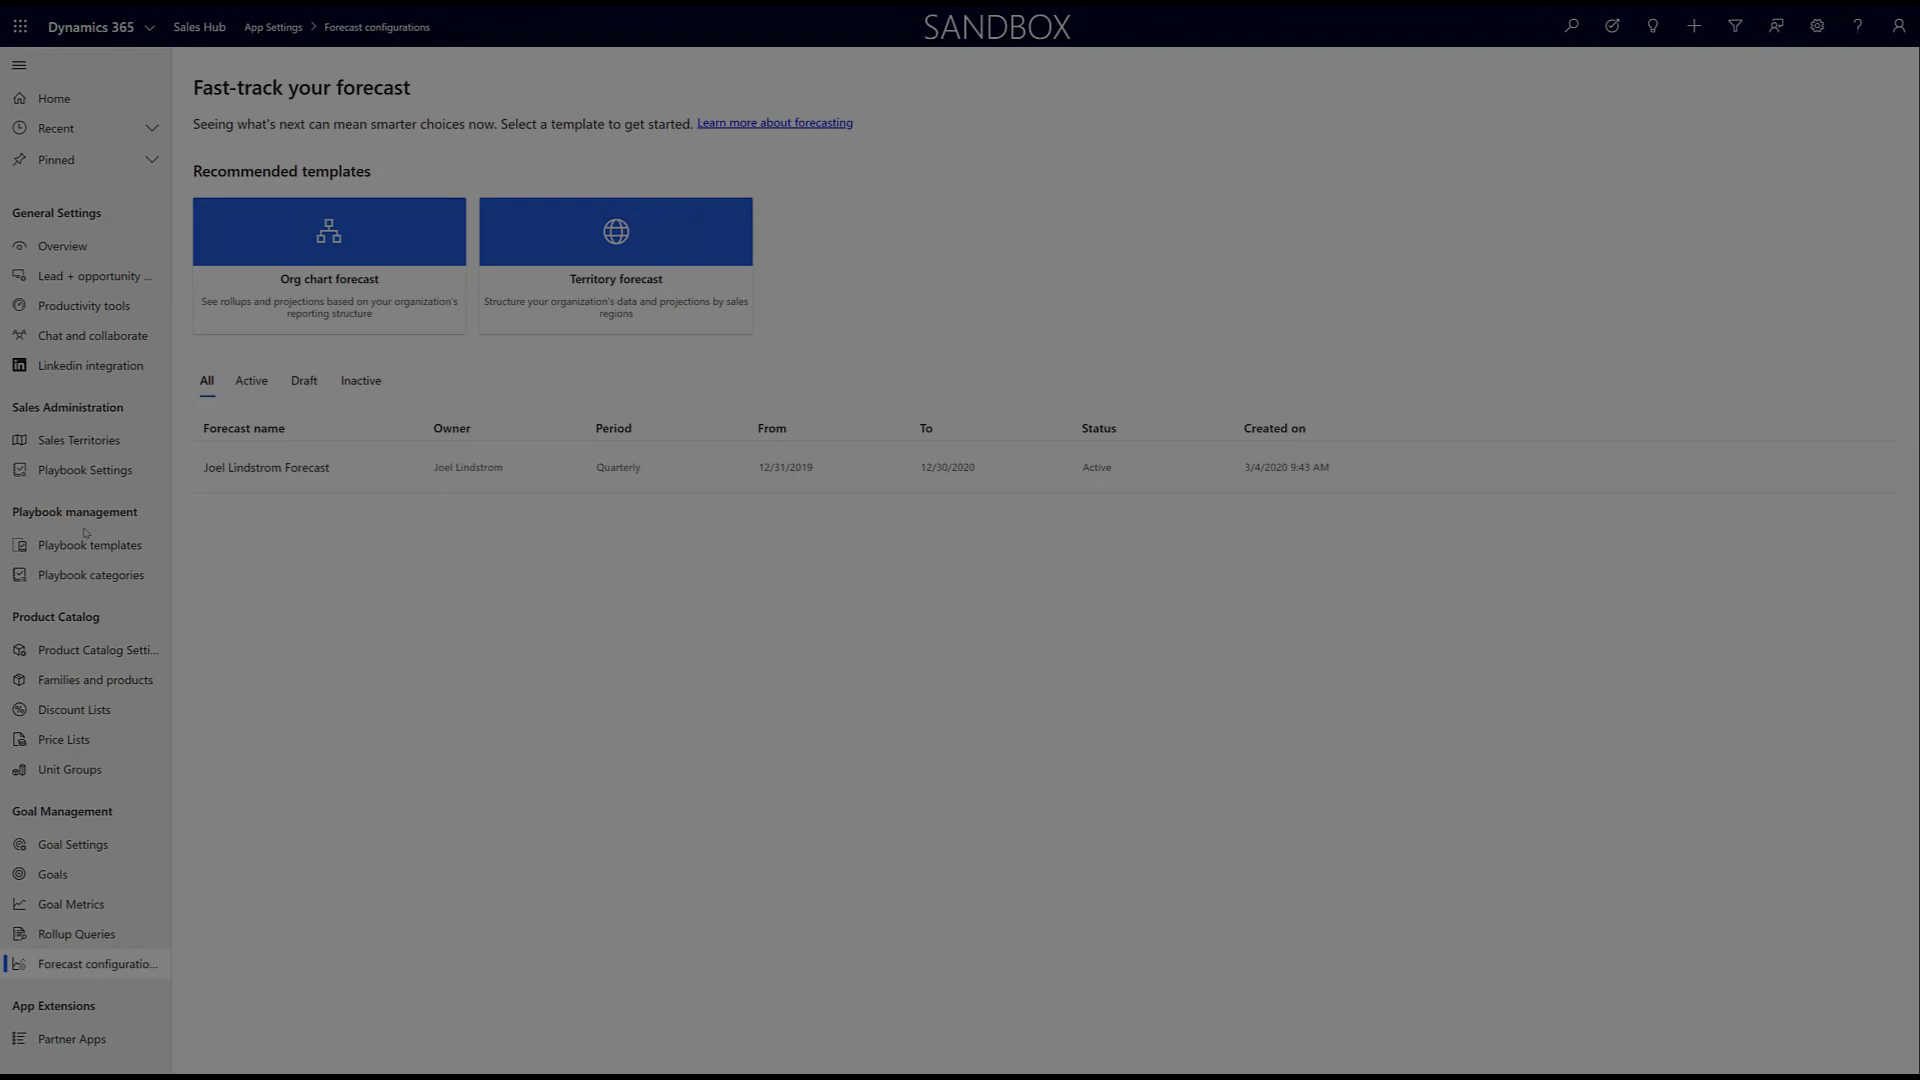 Dynamics 365
Sales Hub
App Settings > Forecast configurations
SANDBOX
Home
Recent
Pinned
General Settings
Overview
Lead + opportunity ...
Productivity tools
Chat and collaborate
Linkedin integration
Sales Administration
Sales Territories
Playbook Settings
Playbook management
Playbook templates
Playbook categories
Product Catalog
Product Catalog Setti...
Families and products
Discount Lists
Price Lists
Unit Groups
Goal Management
Goal Settings
Goals
Goal Metrics
Rollup Queries
Forecast configuratio...
App Extensions
Partner Apps
Fast-track your forecast
Seeing what's next can mean smarter choices now. Select a template to get started. Learn more about forecasting
Recommended templates
Org chart forecast
See rollups and projections based on your organization's
reporting structure
Territory forecast
Structure your organization's data and projections by sales
regions
All Active Draft Inactive
Forecast name Owner Period From To Status Created on
Joel Lindstrom Forecast Joel Lindstrom Quarterly 12/31/2019 12/30/2020 Active 3/4/2020 9:43 AM